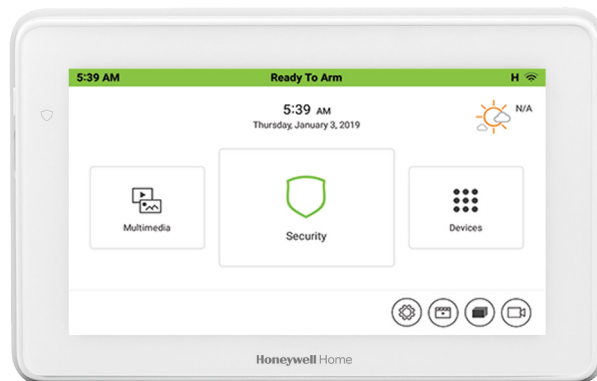 5:39 AM Ready To Arm H
5:39 AM
Thursday, January 3, 2019
N/A
Multimedia
Security
Devices
Honeywell Home